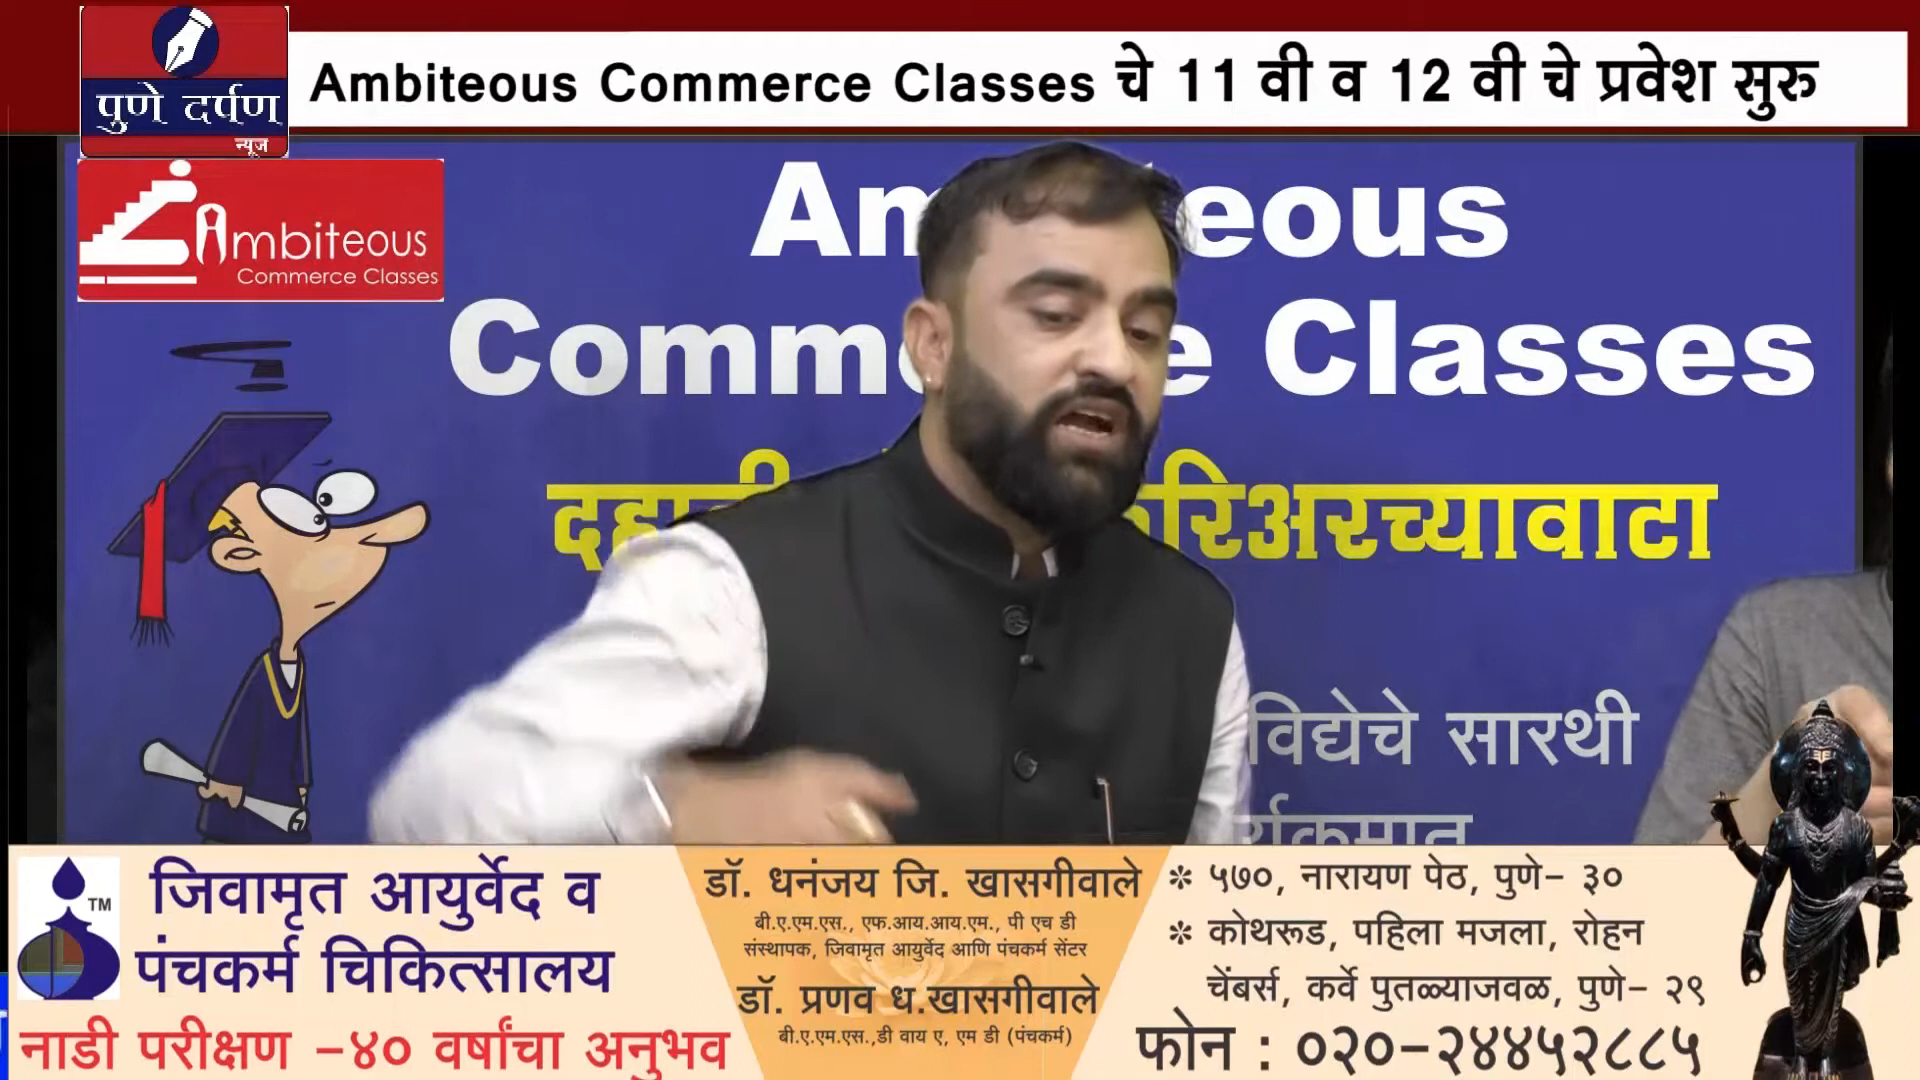 पुणे दर्पण
न्यूज
Ambiteous Commerce Classes चे 11 वी व 12 वी चे प्रवेश सुरु
Ambiteous
Commerce Classes
eous
Classes
रिअरच्यावाटा
विद्येचे सारथी
जिवामृत आयुर्वेद व
पंचकर्म चिकित्सालय
TM
नाडी परीक्षण -४० वर्षांचा अनुभव
डॉ. धनंजय जि. खासगीवाले
बी.ए.एम.एस., एफ.आय.आय.एम., पी एच डी
संस्थापक, जिवामृत आयुर्वेद आणि पंचकर्म सेंटर
डॉ. प्रणव ध.खासगीवाले
बी.ए.एम.एस.,डी वाय ए, एम डी (पंचकर्म)
* ५७०, नारायण पेठ, पुणे- ३०
* कोथरूड, पहिला मजला, रोहन
चेंबर्स, कर्वे पुतळ्याजवळ, पुणे- २९
फोन : ०२०-२४४५२८८५